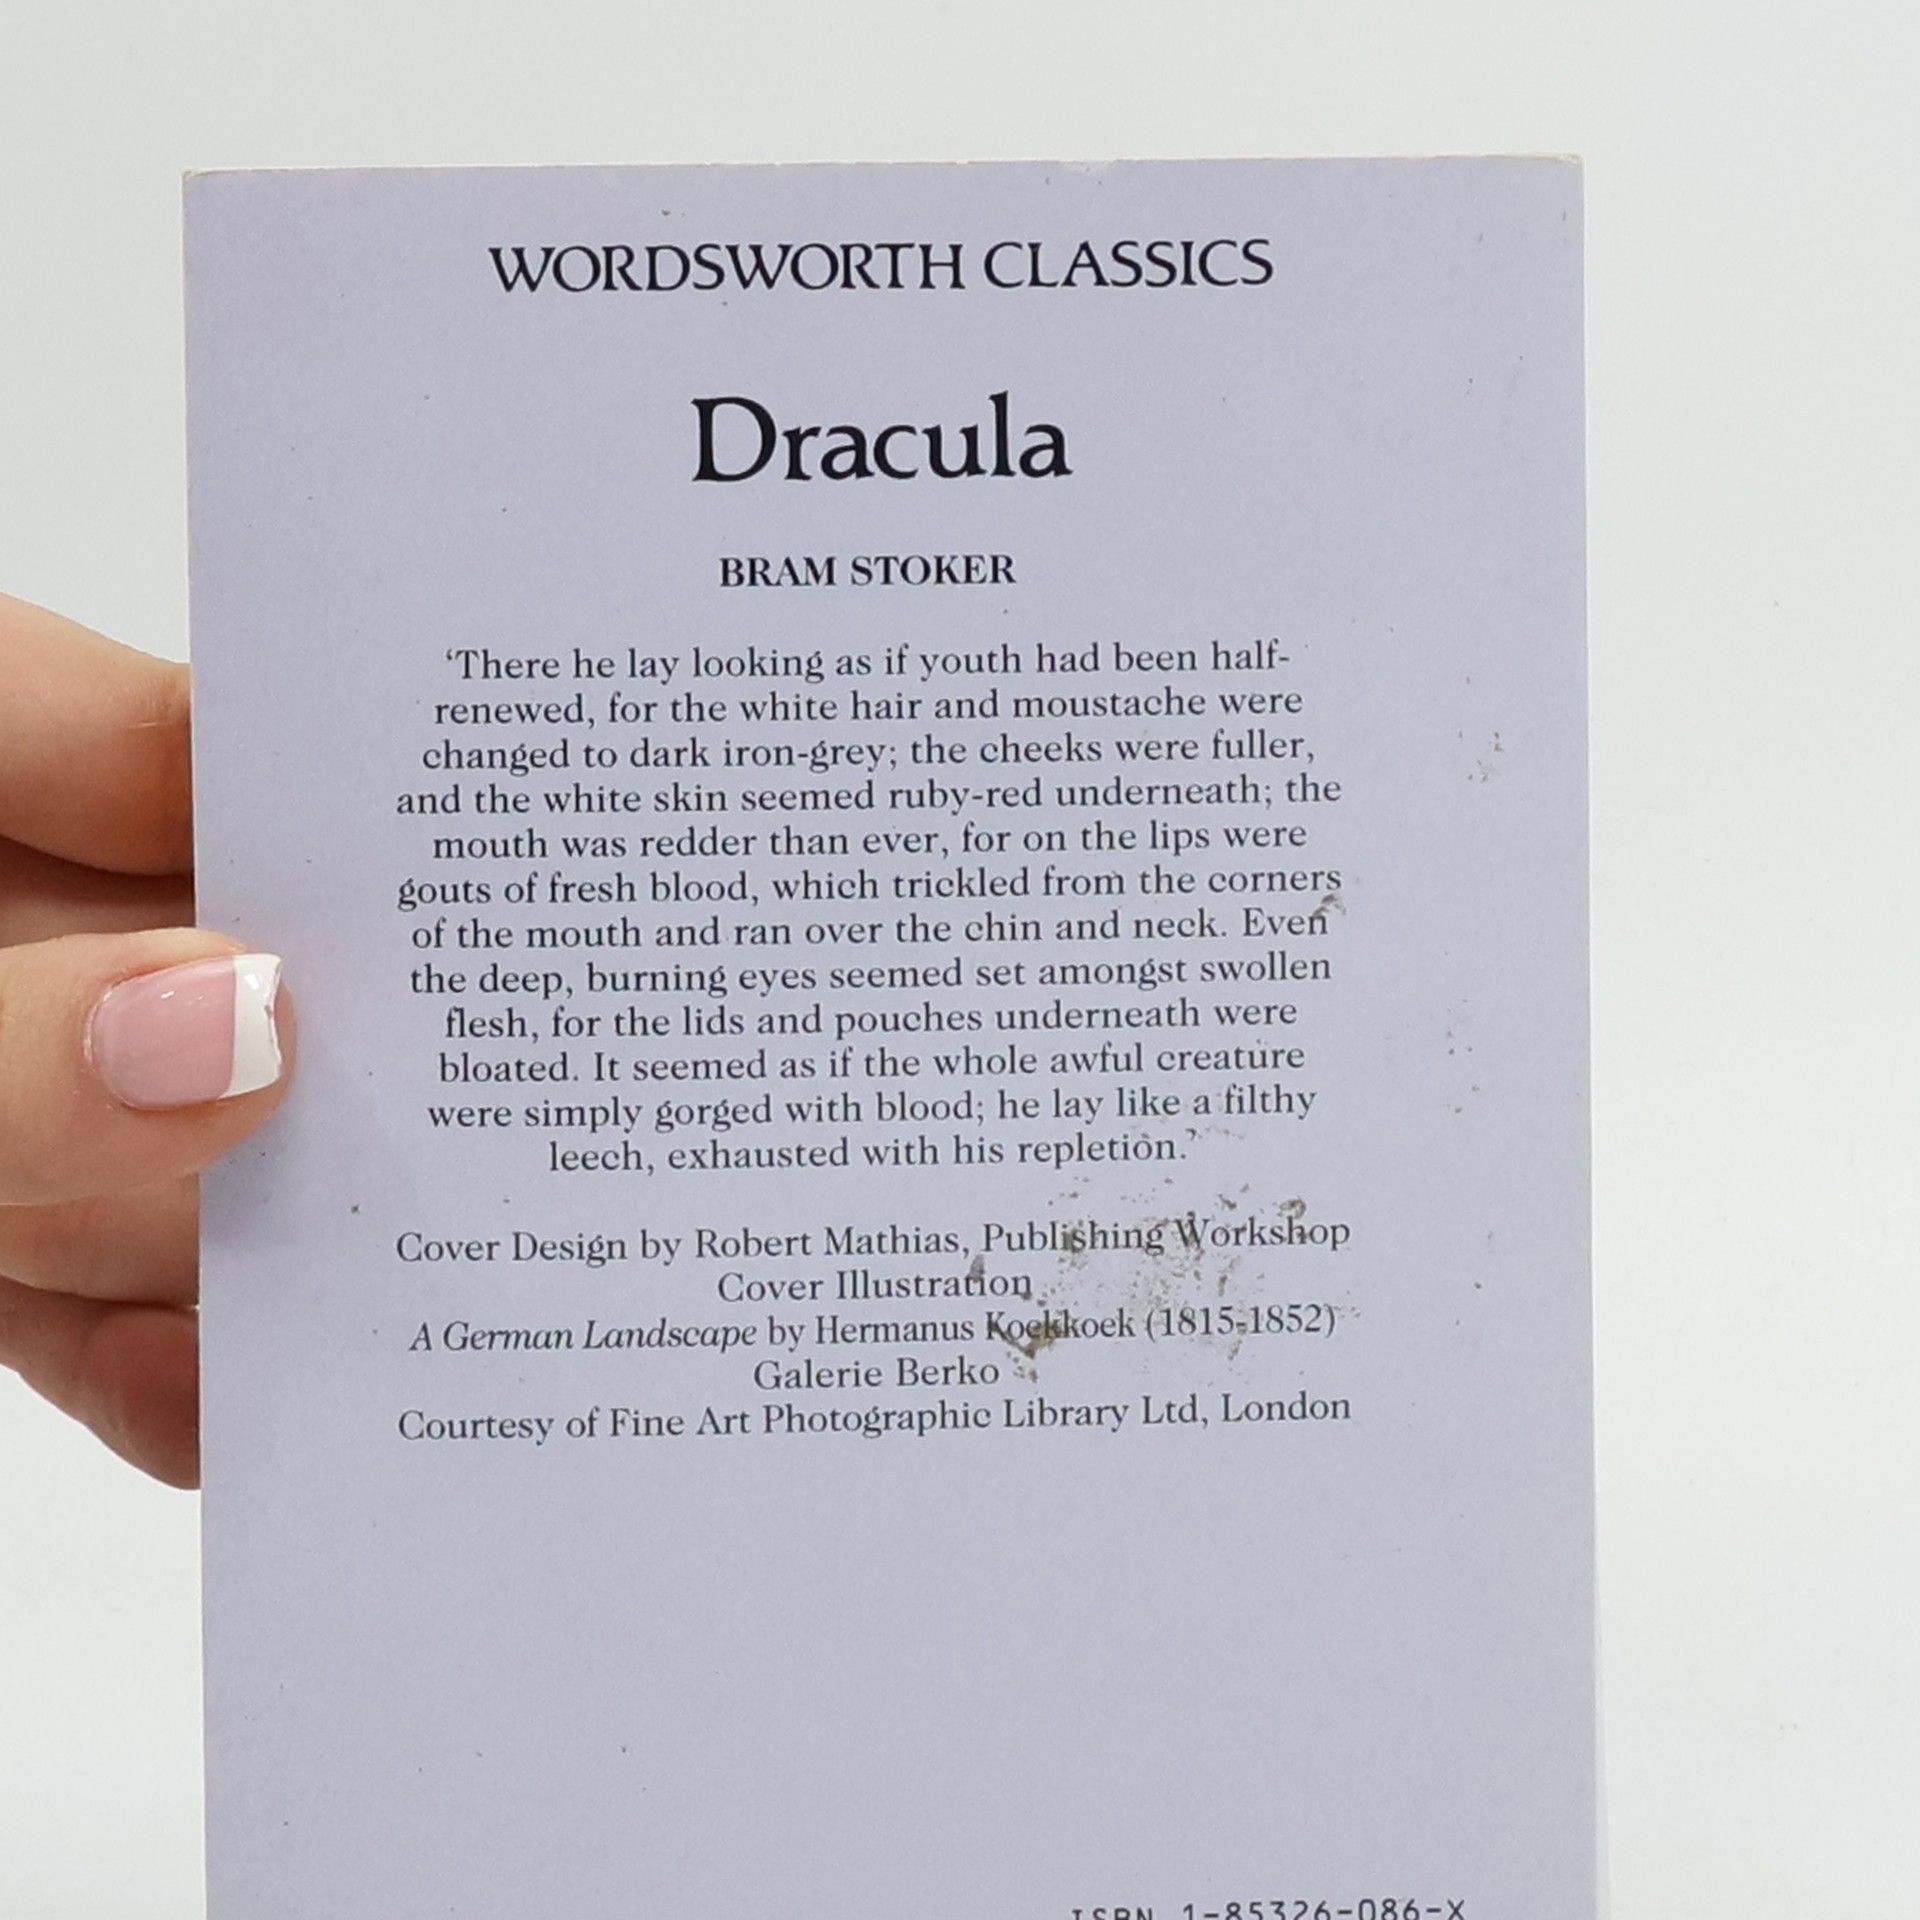 WORDSWORTH CLASSICS
Dracula
BRAM STOKER
‘There he lay looking as if youth had been half-
renewed, for the white hair and moustache were
changed to dark iron-grey; the cheeks were fuller,
and the white skin seemed ruby-red underneath; the
mouth was redder than ever, for on the lips were
gouts of fresh blood, which trickled from the corners
of the mouth and ran over the chin and neck. Even
the deep, burning eyes seemed set amongst swollen
flesh, for the lids and pouches underneath were
bloated. It seemed as if the whole awful creature
were simply gorged with blood; he lay like a filthy
leech, exhausted with his repletion.’
Cover Design by Robert Mathias, Publishing Workshop
Cover Illustration
A German Landscape by Hermanus Koekkoek (1815-1852)
Galerie Berko
Courtesy of Fine Art Photographic Library Ltd, London
ISBN 1-85326-086-X